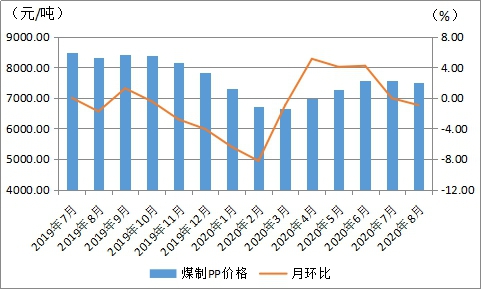 （元/吨）
（%）
9000.00
8000.00
7000.00
6000.00
5000.00
4000.00
8.00
4.00
0.00
-4.00
-8.00
-12.00
2019年7月
2019年8月
2019年9月
2019年10月
2019年11月
2019年12月
2020年1月
2020年2月
2020年3月
2020年4月
2020年5月
2020年6月
2020年7月
2020年8月
煤制PP价格
月环比